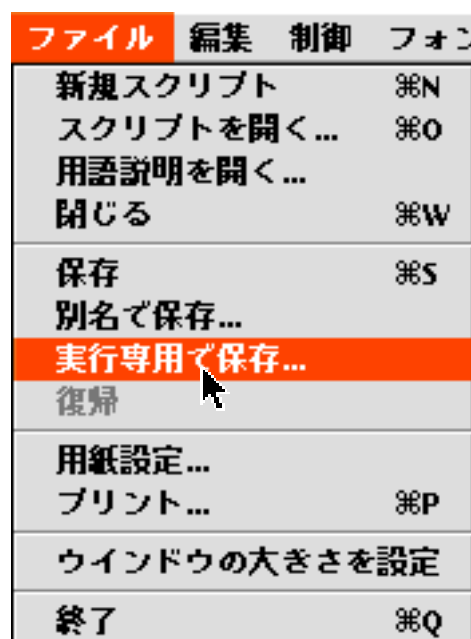 ファイル 編集 制御 フォン
新規スクリプト ⌘N
スクリプトを開く... ⌘O
用語説明を開く...
閉じる ⌘W
保存 ⌘S
別名で保存...
実行専用で保存...
復帰
用紙設定...
プリント... ⌘P
ウインドウの大きさを設定
終了 ⌘Q